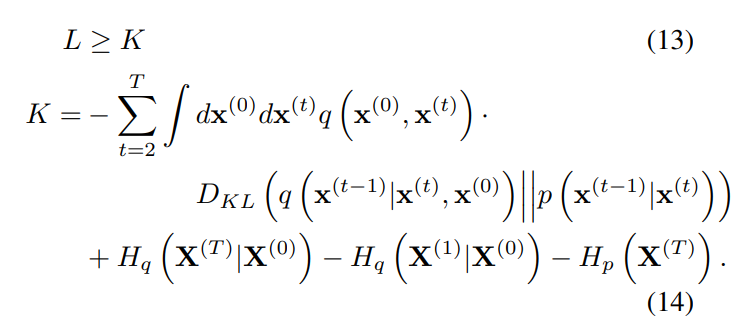 L ≥ K (13)
K = − ∑_{t=2}^{T} ∫ dx^{(0)} dx^{(t)} q(x^{(0)}, x^{(t)}) ·
D_{KL}(q(x^{(t−1)}|x^{(t)}, x^{(0)})||p(x^{(t−1)}|x^{(t)}))
+ H_q(X^{(T)}|X^{(0)}) − H_q(X^{(1)}|X^{(0)}) − H_p(X^{(T)}).
(14)